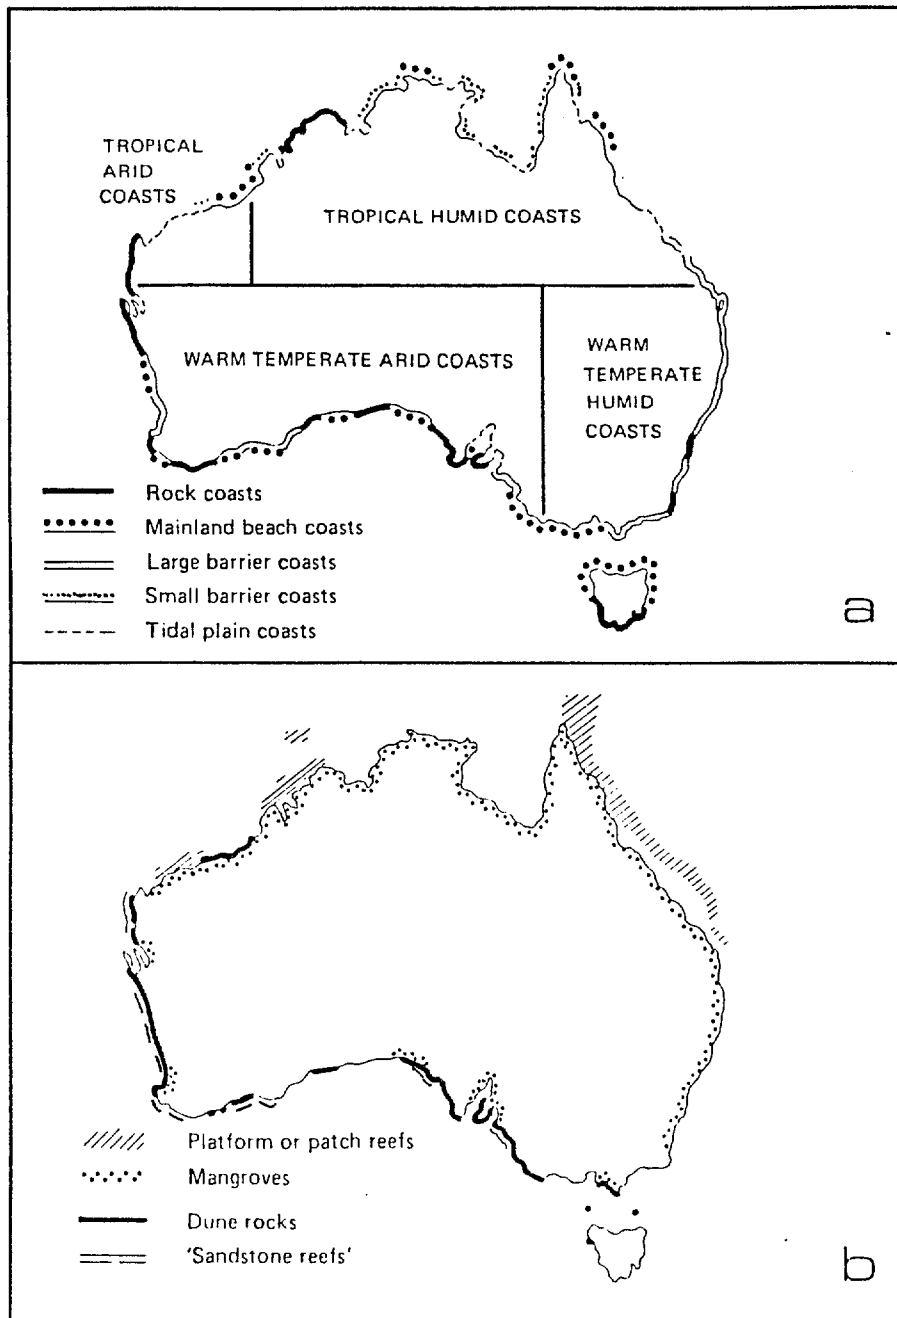 TROPICAL
ARID
COASTS
TROPICAL HUMID COASTS
WARM TEMPERATE ARID COASTS
WARM
TEMPERATE
HUMID
COASTS
Rock coasts
Mainland beach coasts
Large barrier coasts
Small barrier coasts
Tidal plain coasts
a
Platform or patch reefs
Mangroves
Dune rocks
'Sandstone reefs'
b